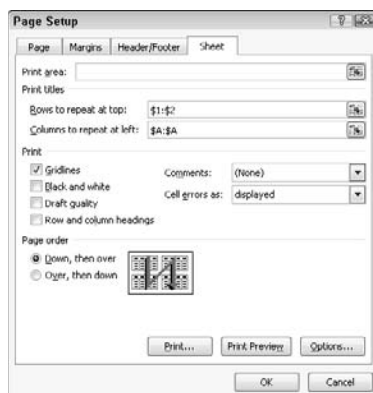 Page Setup
Page Margins Header/Footer Sheet
Print area:
Print titles
Rows to repeat at top: $1:$2
Columns to repeat at left: $A:$A
Print
Gridlines Comments: (None)
Black and white Cell errors as: displayed
Draft quality
Row and column headings
Page order
Down, then over
Over, then down
Print... Print Preview Options...
OK Cancel